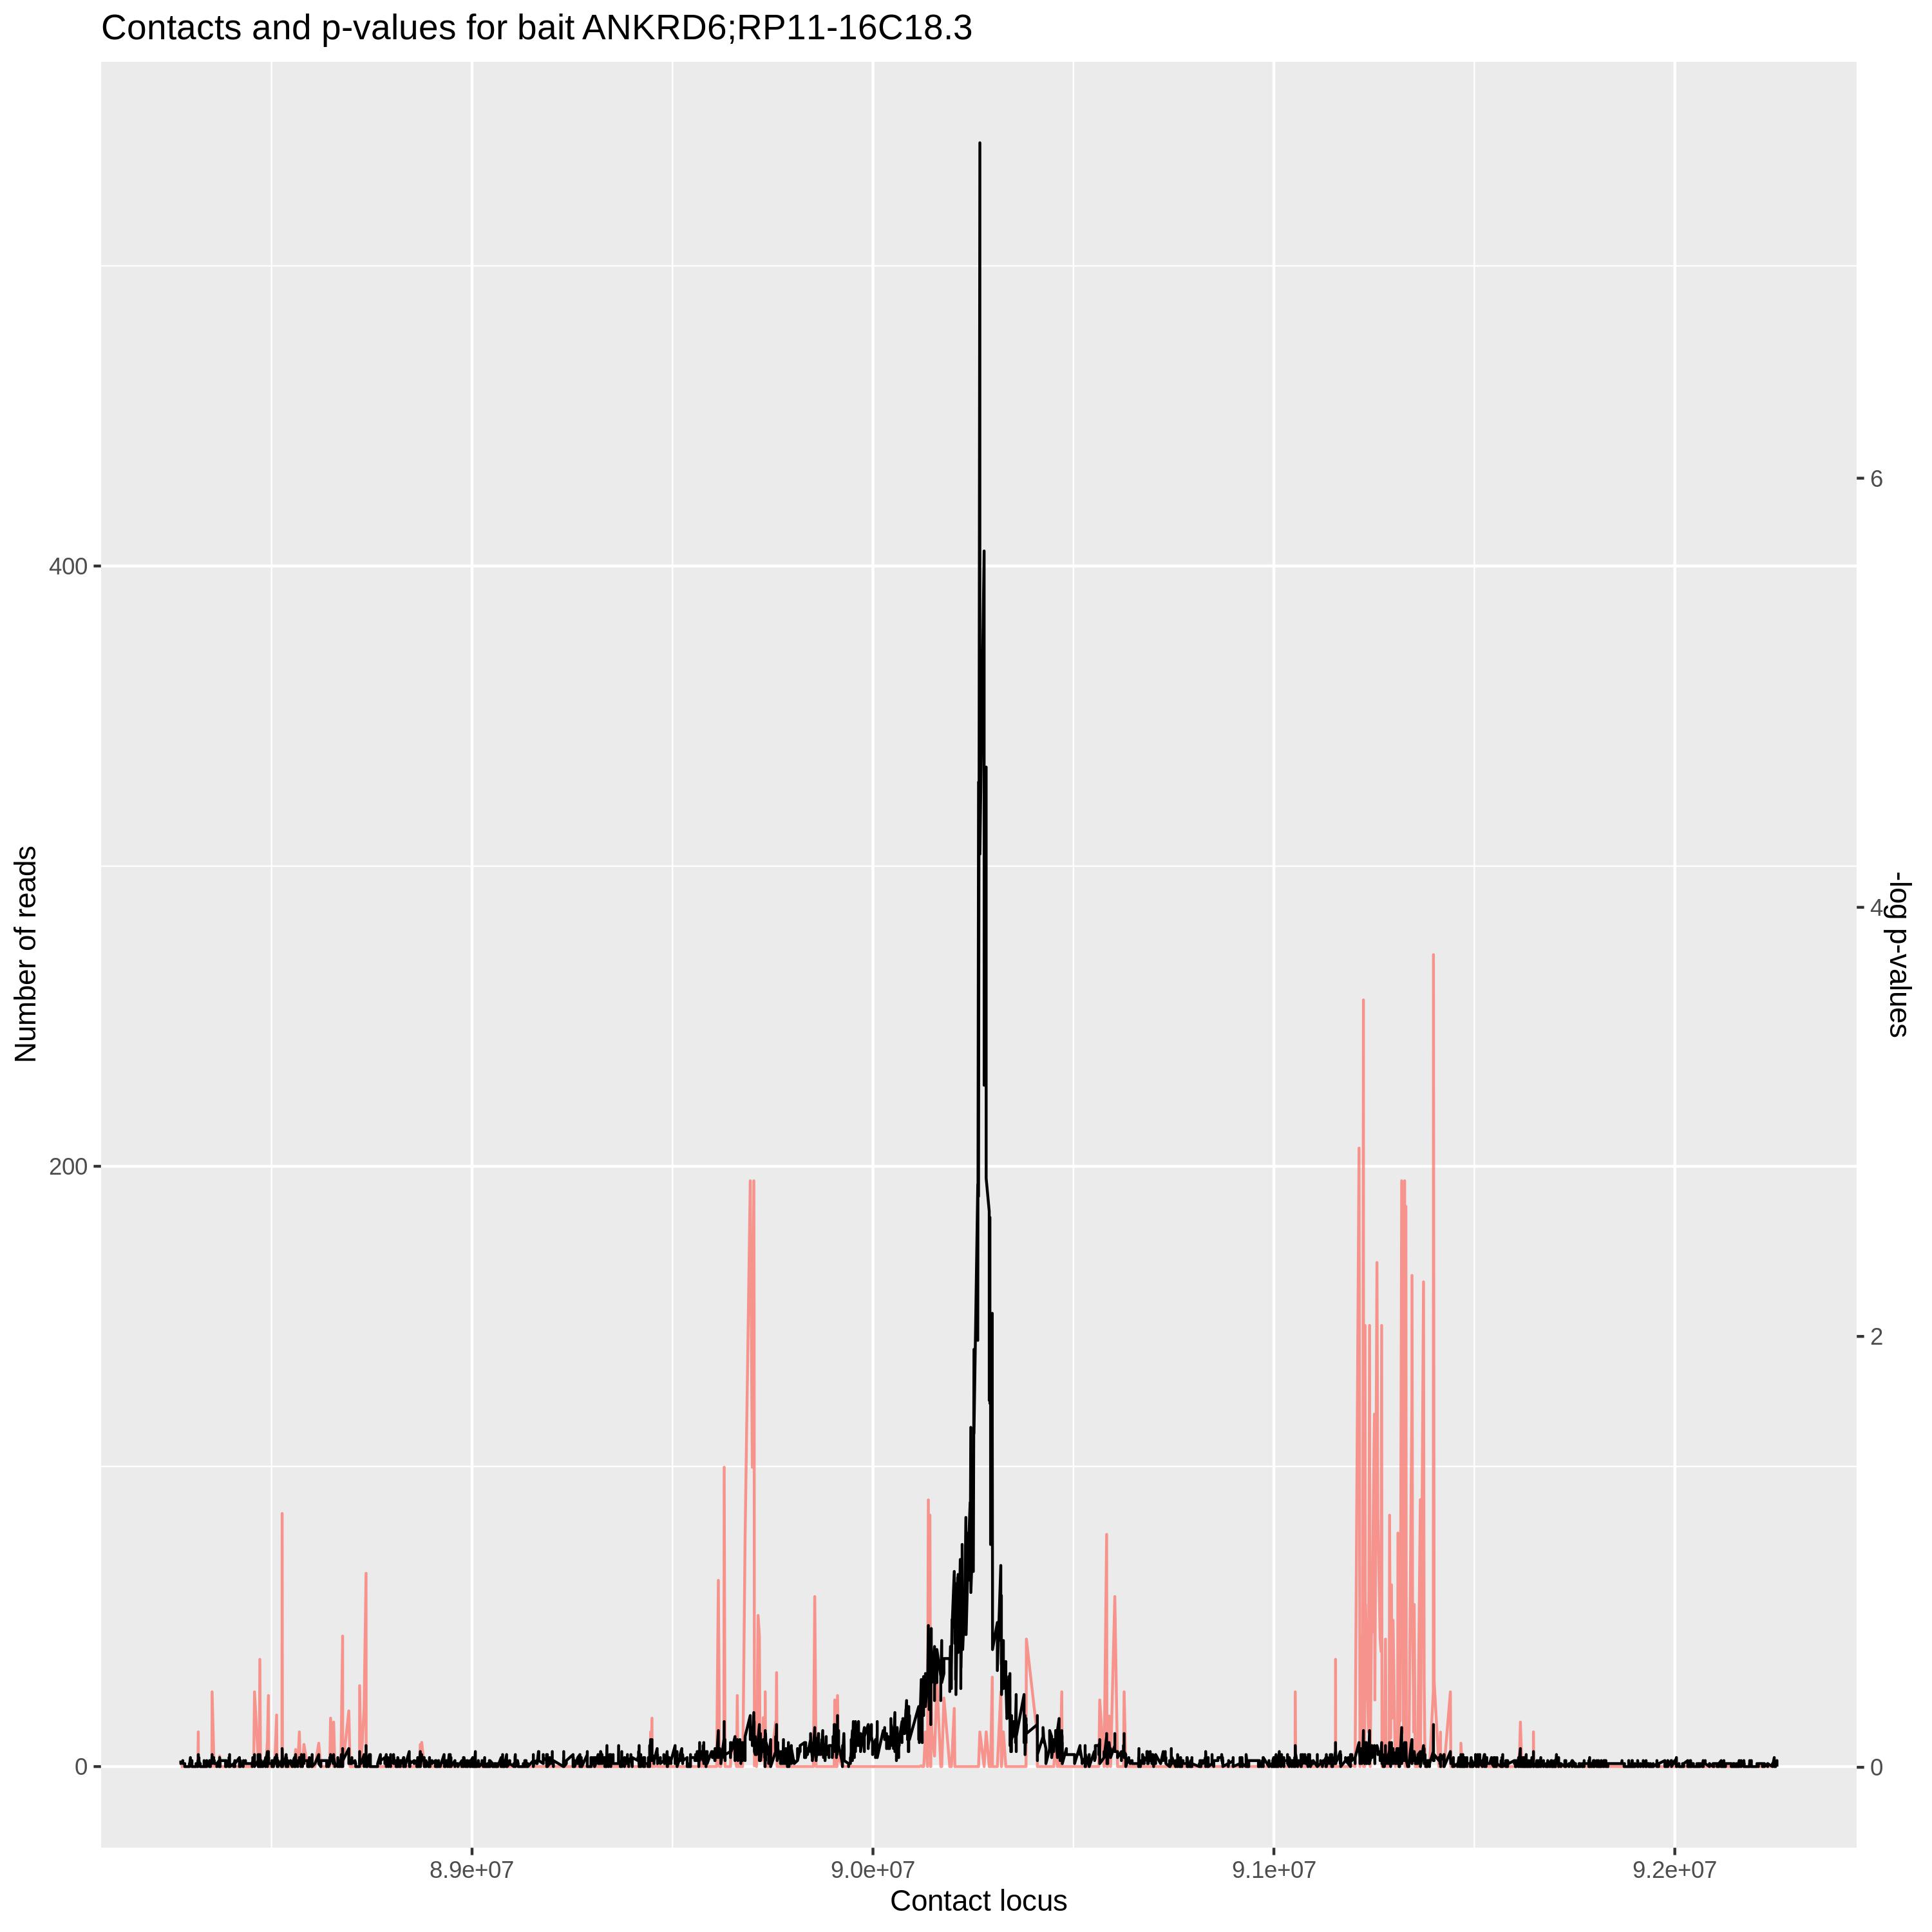 Contacts and p-values for bait ANKRD6;RP11-16C18.3
Number of reads
400
200
0
6
4
2
0
-log p-values
8.9e+07
9.0e+07
9.1e+07
9.2e+07
Contact locus